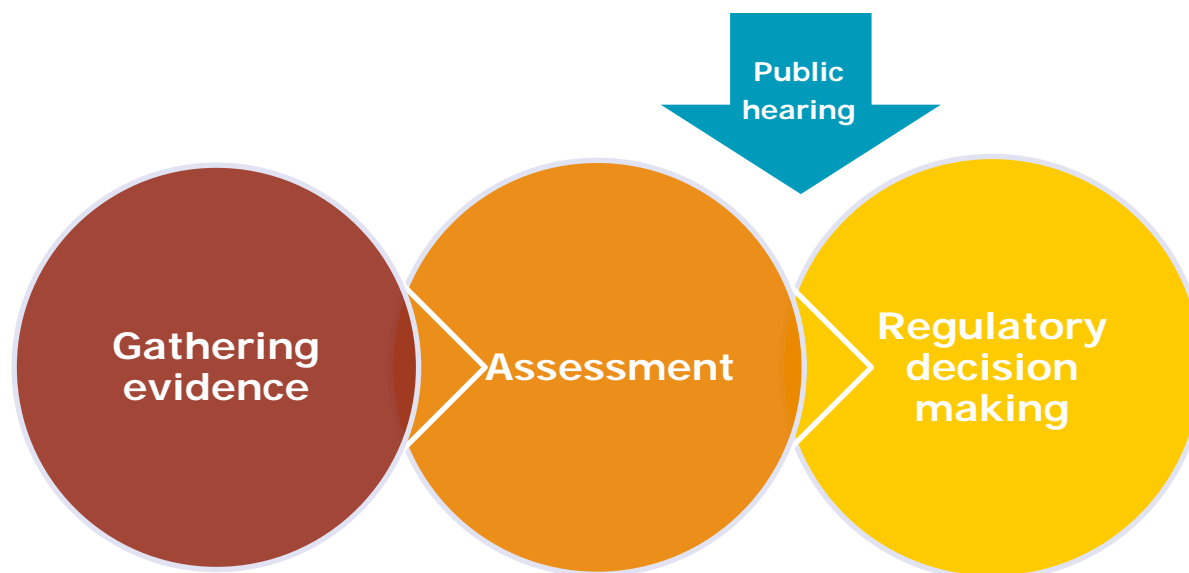 Public
hearing
Gathering
evidence
Assessment
Regulatory
decision
making